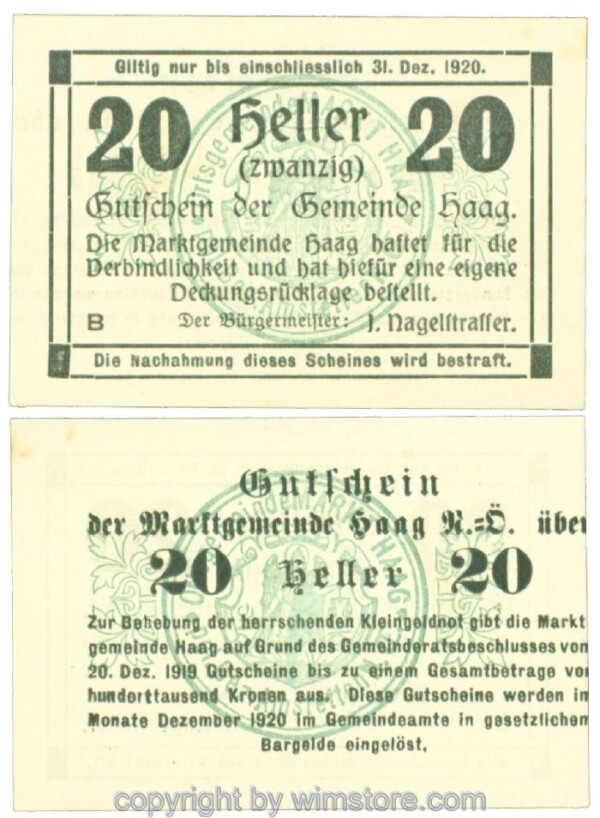 Giltig nur bis einschliesslich 31. Dez. 1920.
20 Heller 20
(zwanzig)
Gutschein der Gemeinde Haag.
Die Marktgemeinde Haag haftet für die
Verbindlichkeit und hat hiefür eine eigene
Deckungsrücklage bestellt.
B Der Bürgermeister: J. Nagelstrasser.
Die Nachahmung dieses Scheines wird bestraft.
Gutschein
der Marktgemeinde Haag N.=Ö. über
20 Heller 20
Zur Behebung der herrschenden Kleingeldnot gibt die Markt
gemeinde Haag auf Grund des Gemeinderatsbeschlusses von
20. Dez. 1919 Gutscheine bis zu einem Gesamtbetrage vo
hunderttausend Kronen aus. Diese Gutscheine werden in
Monate Dezember 1920 im Gemeindeamte in gesetzlichen
Bargelde eingelöst.
copyright by wimstore.com